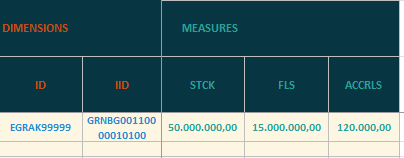 DIMENSIONS MEASURES
ID IID STCK FLS ACCRLS
EGRAK99999 GRNBG001100 50.000.000,00 15.000.000,00 120.000,00
00010100